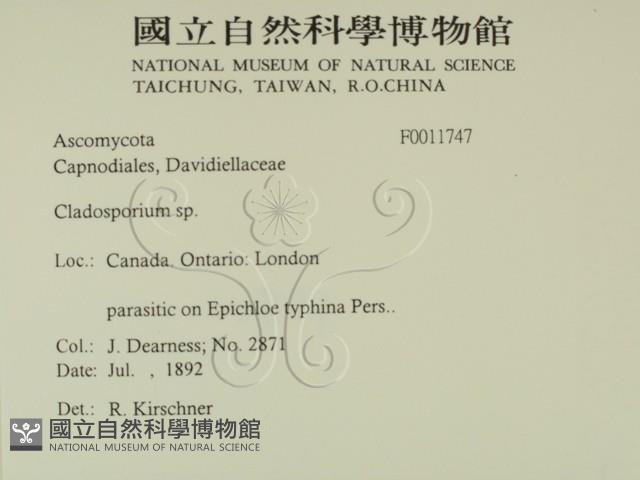 國立自然科學博物館
NATIONAL MUSEUM OF NATURAL SCIENCE
TAICHUNG, TAIWAN, R.O.CHINA
Ascomycota F0011747
Capnodiales, Davidiellaceae
Cladosporium sp.
Loc.: Canada. Ontario: London
parasitic on Epichloe typhina Pers..
Col.: J. Dearness; No. 2871
Date: Jul. , 1892
Det.: R. Kirschner
國立自然科學博物館
NATIONAL MUSEUM OF NATURAL SCIENCE